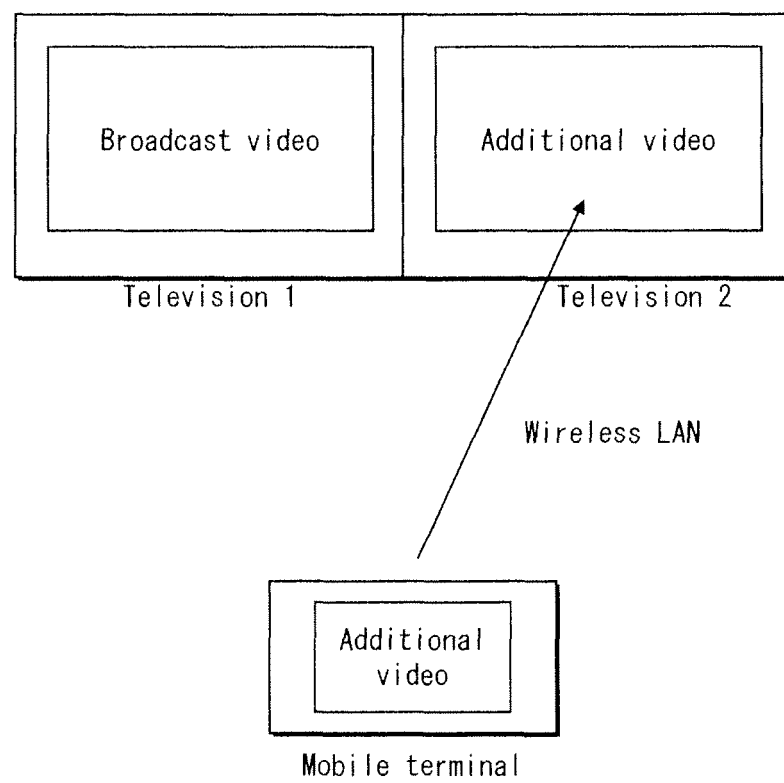 Broadcast video
Additional video
Television 1
Television 2
Wireless LAN
Additional
video
Mobile terminal